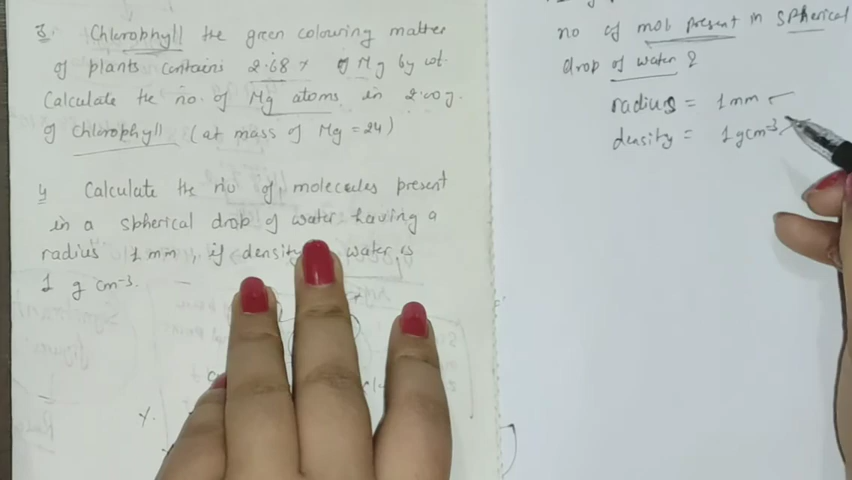 3. Chlorophyll the green colouring matter
of plants contains 2.68 % of Mg by wt.
Calculate the no. of Mg atoms in 2.00 g.
of chlorophyll (at mass of Mg = 24)
4 Calculate the no of molecules present
in a spherical drop of water having a
radius 1 mm, if density water is
1 g cm-3.
Y.
no of mol present in spherical
drop of water ?
radius = 1 mm
density = 1 gcm-3